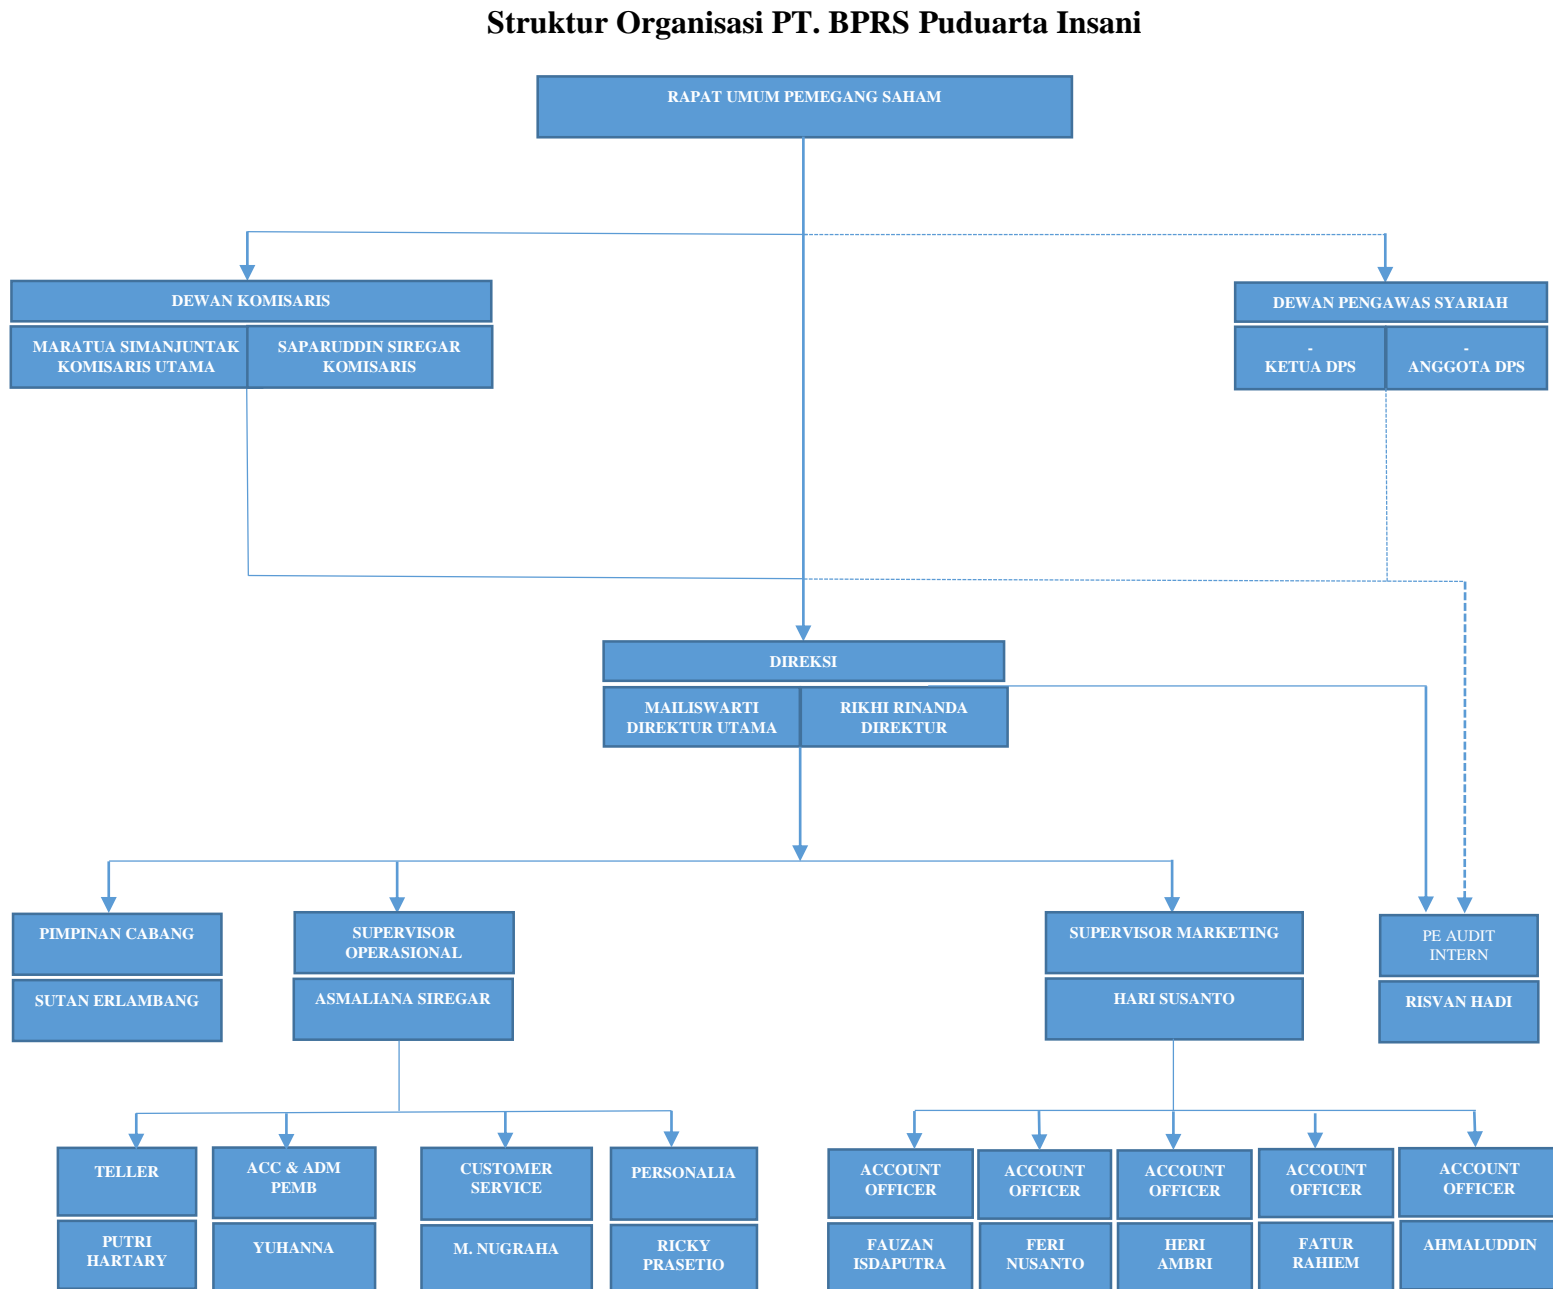 Struktur Organisasi PT. BPRS Puduarta Insani
RAPAT UMUM PEMEGANG SAHAM
DEWAN KOMISARIS
MARATUA SIMANJUNTAK
KOMISARIS UTAMA
SAPARUDDIN SIREGAR
KOMISARIS
DEWAN PENGAWAS SYARIAH
-
KETUA DPS
-
ANGGOTA DPS
DIREKSI
MAILISWARTI
DIREKTUR UTAMA
RIKHI RINANDA
DIREKTUR
PIMPINAN CABANG
SUTAN ERLAMBANG
SUPERVISOR
OPERASIONAL
ASMALIANA SIREGAR
SUPERVISOR MARKETING
HARI SUSANTO
PE AUDIT
INTERN
RISVAN HADI
TELLER
PUTRI
HARTARY
ACC & ADM
PEMB
YUHANNA
CUSTOMER
SERVICE
M. NUGRAHA
PERSONALIA
RICKY
PRASETIO
ACCOUNT
OFFICER
FAUZAN
ISDAPUTRA
ACCOUNT
OFFICER
FERI
NUSANTO
ACCOUNT
OFFICER
HERI
AMBRI
ACCOUNT
OFFICER
FATUR
RAHIEM
ACCOUNT
OFFICER
AHMALUDDIN